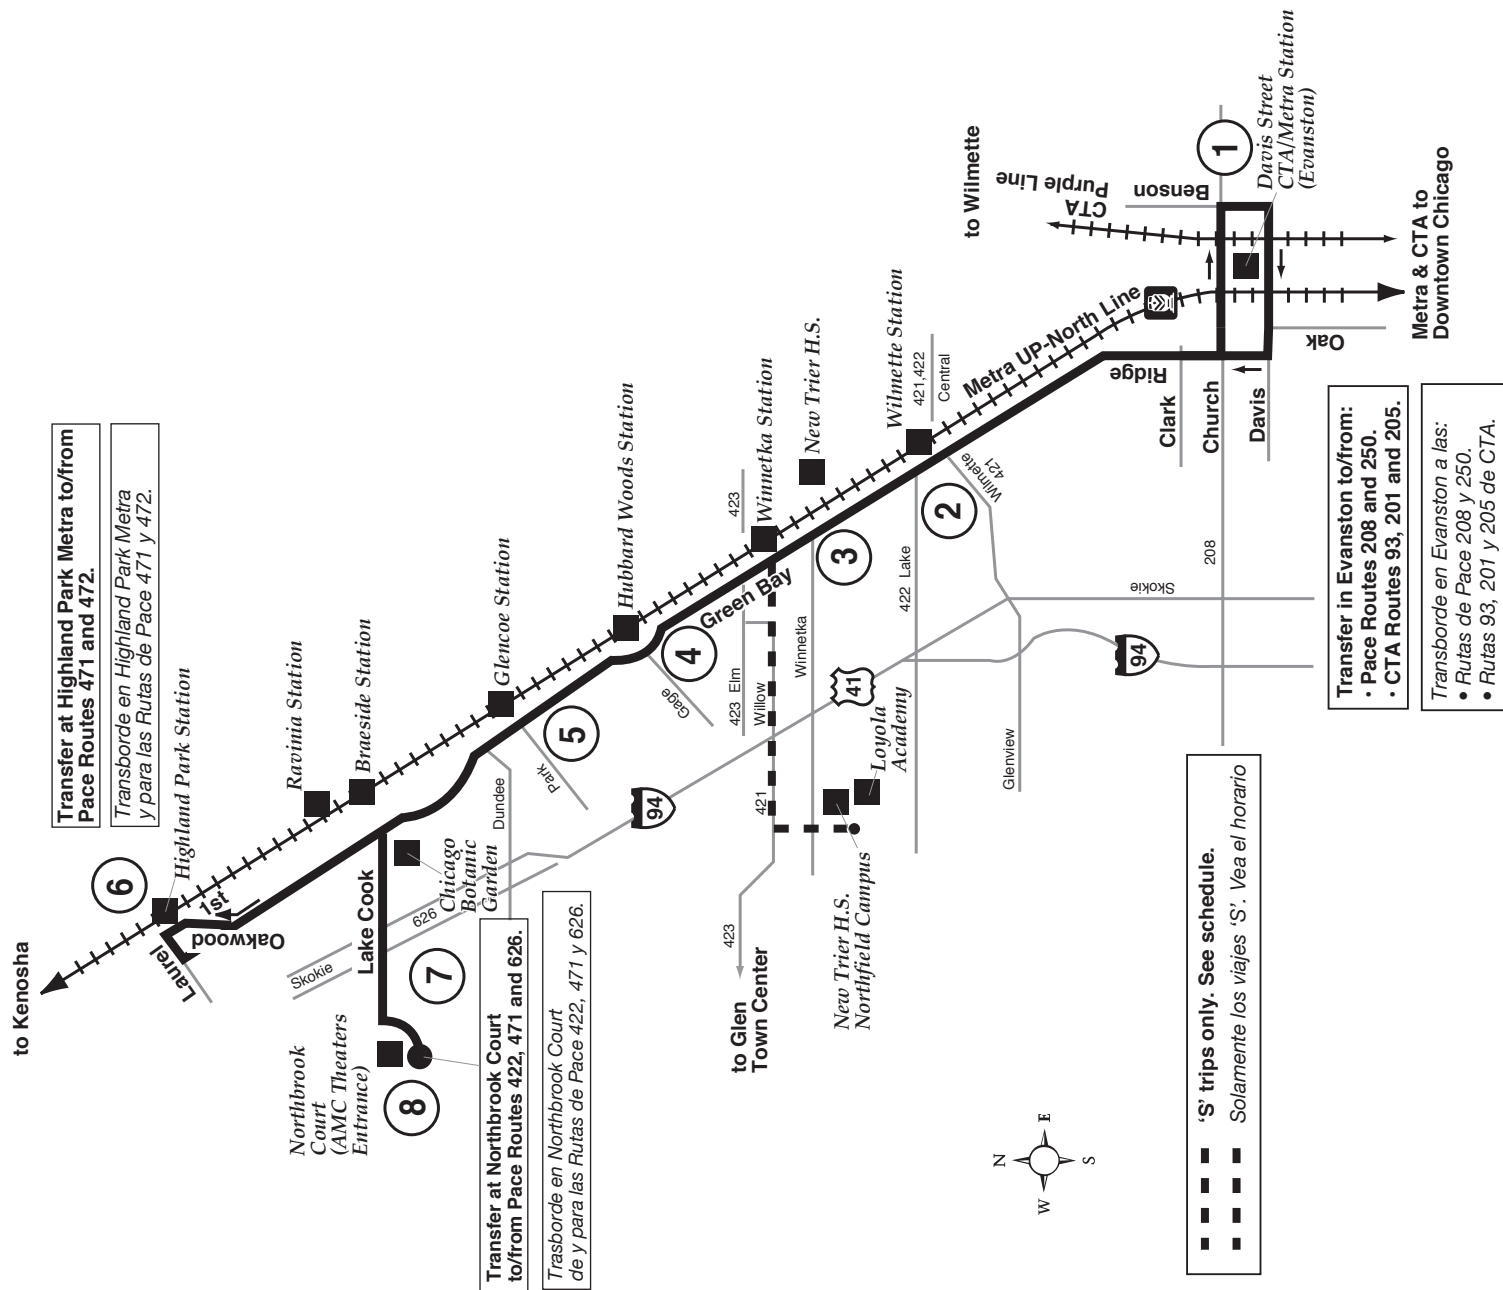 to Kenosha
Transfer at Highland Park Metra to/from
Pace Routes 471 and 472.
Transborde en Highland Park Metra
y para las Rutas de Pace 471 y 472.
6
Highland Park Station
1st
Oakwood
Laurel
Ravinia Station
Braeside Station
Lake Cook
Chicago
Botanic
Garden
Skokie
626
7
Northbrook
Court
(AMC Theaters
Entrance)
8
Transfer at Northbrook Court
to/from Pace Routes 422, 471 and 626.
Trasborde en Northbrook Court
de y para las Rutas de Pace 422, 471 y 626.
Dundee
Glencoe Station
Park
5
94
Hubbard Woods Station
Gage
4
Green Bay
423
Winnetka Station
423 Elm
Willow
421
423
to Glen
Town Center
Winnetka
3
New Trier H.S.
New Trier H.S.
Northfield Campus
Loyola
Academy
41
Wilmette Station
421,422
Central
422 Lake
2
Wilmette
421
Glenview
Skokie
94
Metra UP-North Line
to Wilmette
CTA
Purple Line
Benson
1
Davis Street
CTA/Metra Station
(Evanston)
Ridge
Clark
Church
Davis
Oak
208
Metra & CTA to
Downtown Chicago
Transfer in Evanston to/from:
· Pace Routes 208 and 250.
· CTA Routes 93, 201 and 205.
Transborde en Evanston a las:
• Rutas de Pace 208 y 250.
• Rutas 93, 201 y 205 de CTA.
N
E
S
W
'S' trips only. See schedule.
Solamente los viajes 'S'. Vea el horario